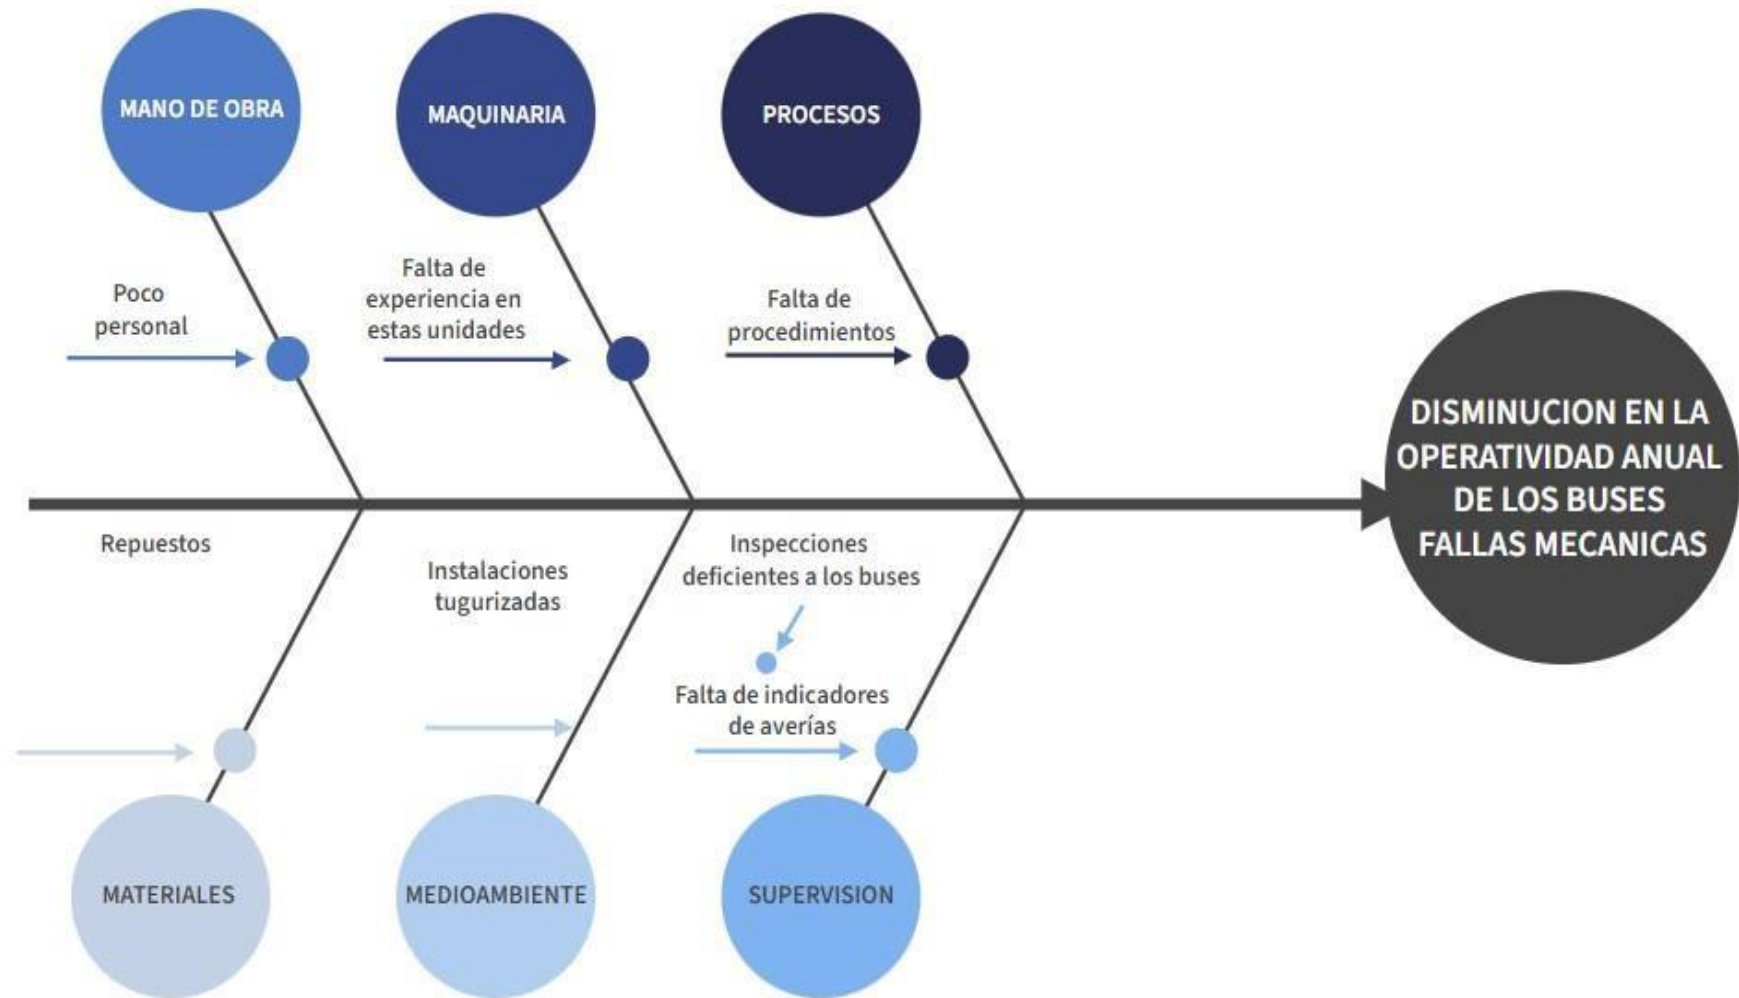 MANO DE OBRA
MAQUINARIA
PROCESOS
Poco
personal
Falta de
experiencia en
estas unidades
Falta de
procedimientos
DISMINUCION EN LA
OPERATIVIDAD ANUAL
DE LOS BUSES
FALLAS MECANICAS
Repuestos
Instalaciones
tugurizadas
Inspecciones
deficientes a los buses
Falta de indicadores
de averías
MATERIALES
MEDIOAMBIENTE
SUPERVISION